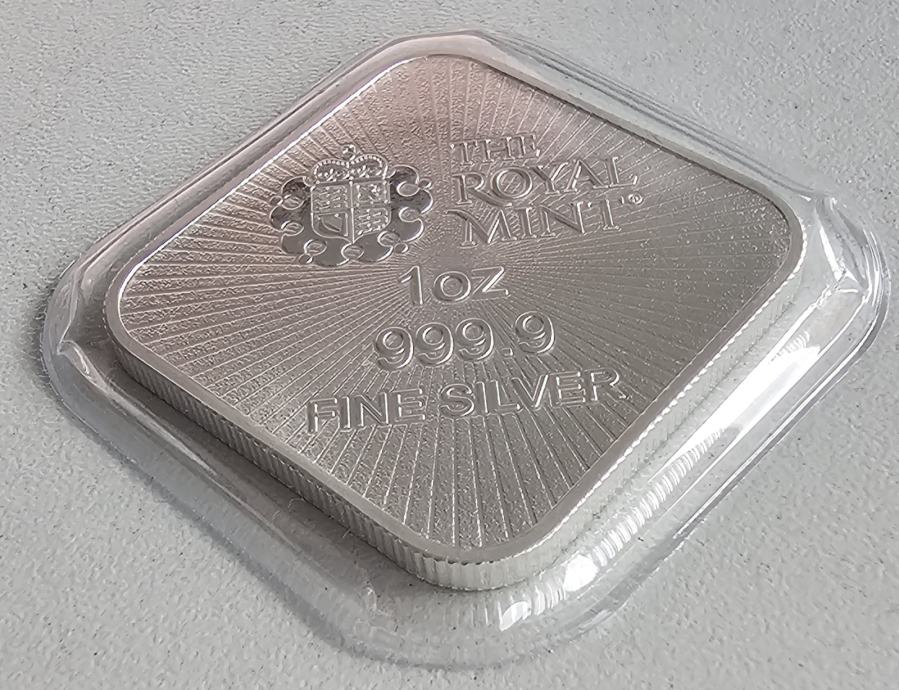 THE
ROYAL
MINT®
1oz
999.9
FINE SILVER